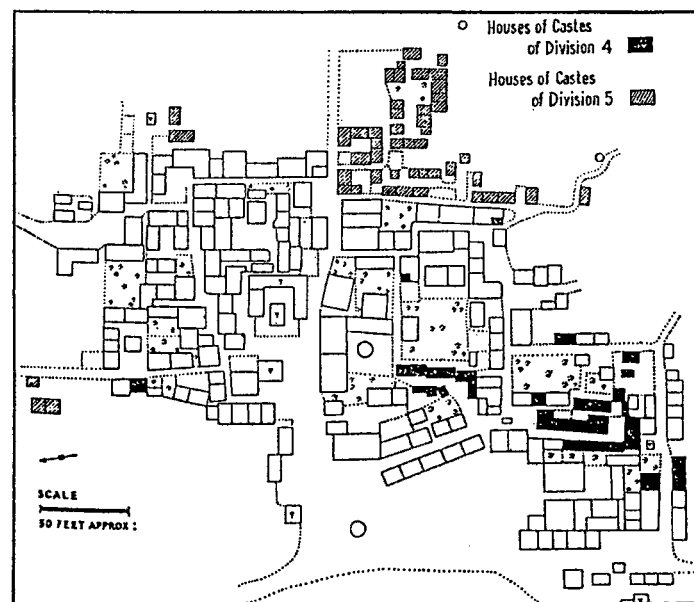 Houses of Castes
of Division 4
Houses of Castes
of Division 5
SCALE
50 FEET APPROX: